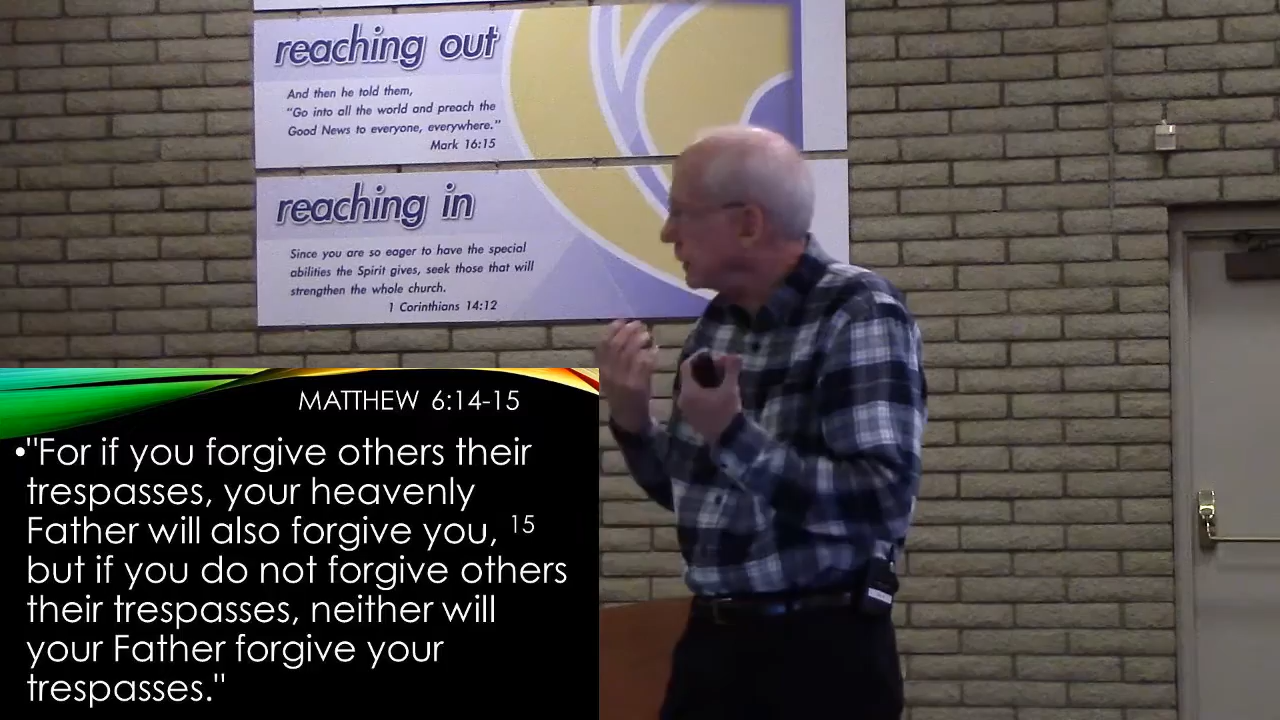 reaching out
And then he told them,
"Go into all the world and preach the
Good News to everyone, everywhere."
Mark 16:15
reaching in
Since you are so eager to have the special
abilities the Spirit gives, seek those that will
strengthen the whole church.
1 Corinthians 14:12
MATTHEW 6:14-15
•"For if you forgive others their
trespasses, your heavenly
Father will also forgive you, 15
but if you do not forgive others
their trespasses, neither will
your Father forgive your
trespasses."